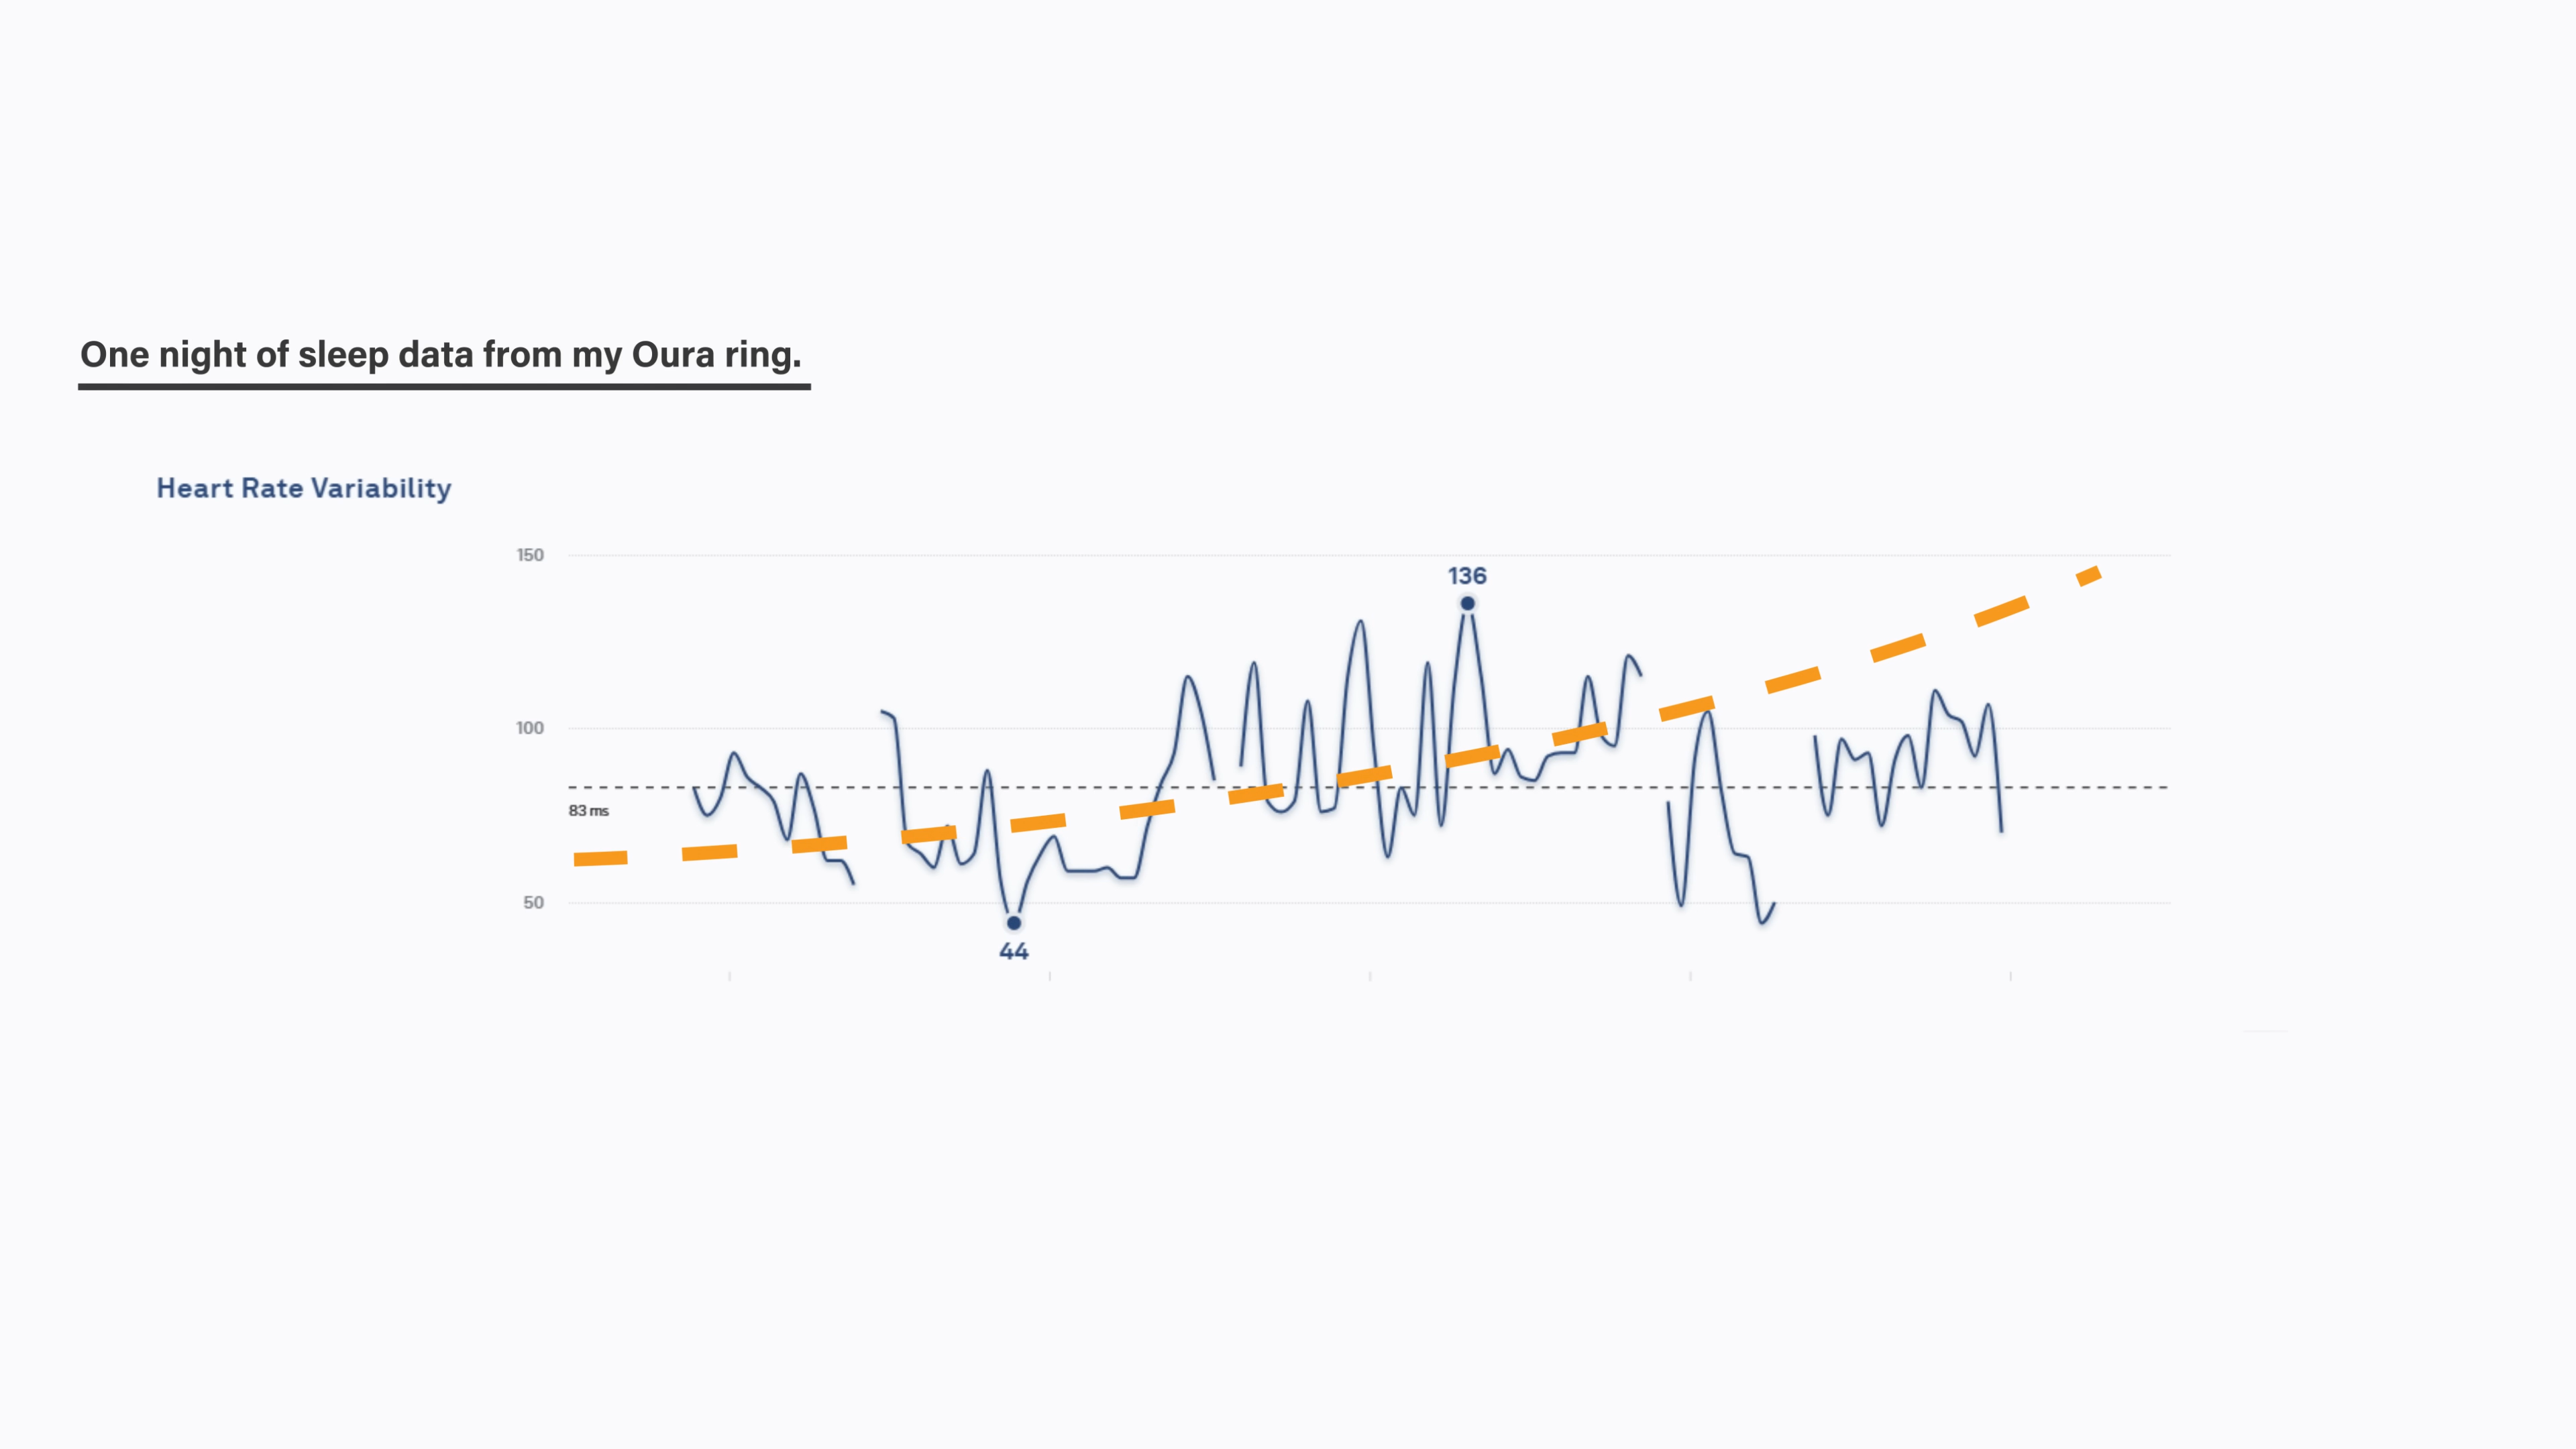 One night of sleep data from my Oura ring.
Heart Rate Variability
150
136
100
83 ms
50
44